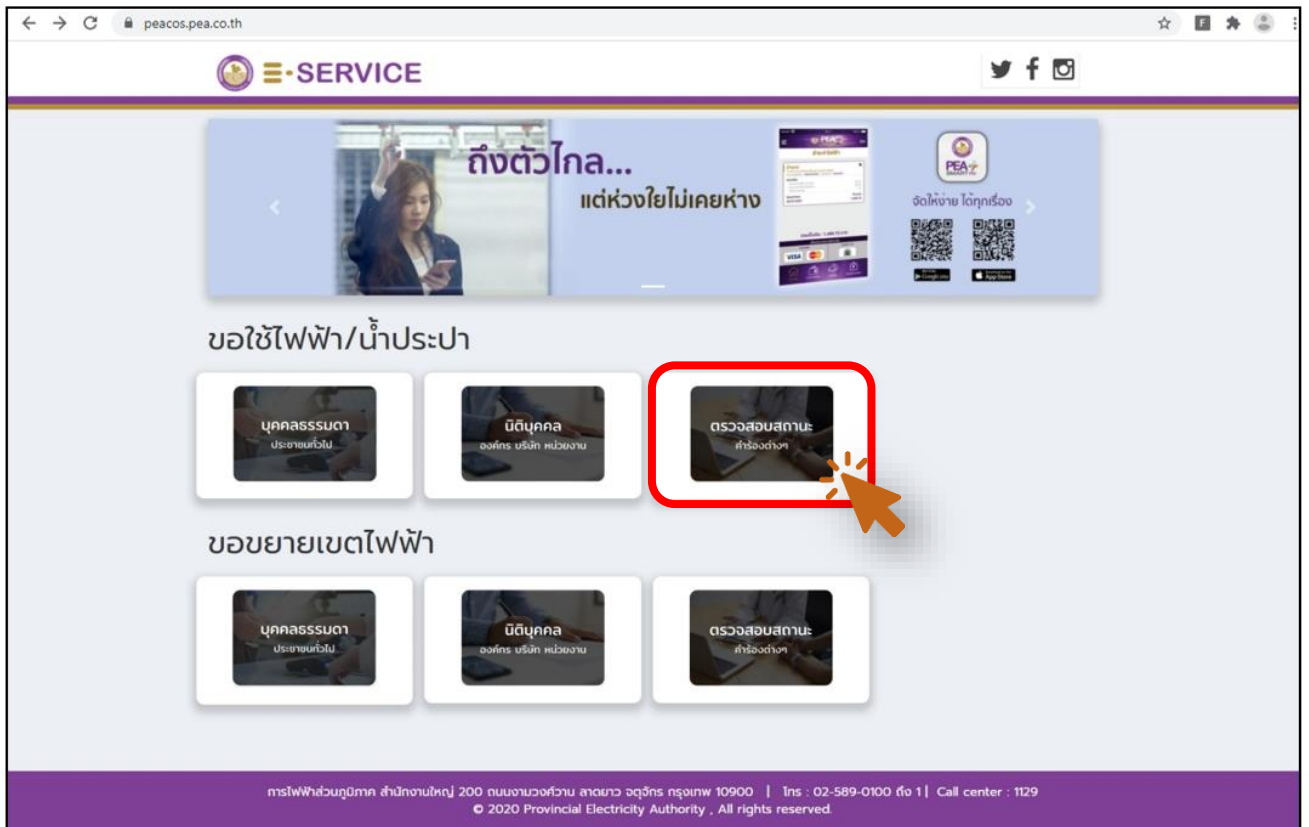 peacos.pea.co.th
E-SERVICE
ถึงตัวไกล...
แต่ห่วงใยไม่เคยห่าง
PEA
SMART Plus
จัดให้ง่าย ได้ทุกเรื่อง
VISA
Google play
App Store
ขอใช้ไฟฟ้า/น้ำประปา
บุคคลธรรมดา
ประชาชนทั่วไป
นิติบุคคล
องค์กร บริษัท หน่วยงาน
ตรวจสอบสถานะ
คำร้องต่างๆ
ขอขยายเขตไฟฟ้า
บุคคลธรรมดา
ประชาชนทั่วไป
นิติบุคคล
องค์กร บริษัท หน่วยงาน
ตรวจสอบสถานะ
คำร้องต่างๆ
การไฟฟ้าส่วนภูมิภาค สำนักงานใหญ่ 200 ถนนงามวงศ์วาน ลาดยาว จตุจักร กรุงเทพ 10900 | โทร : 02-589-0100 ถึง 1 | Call center : 1129
© 2020 Provincial Electricity Authority , All rights reserved.